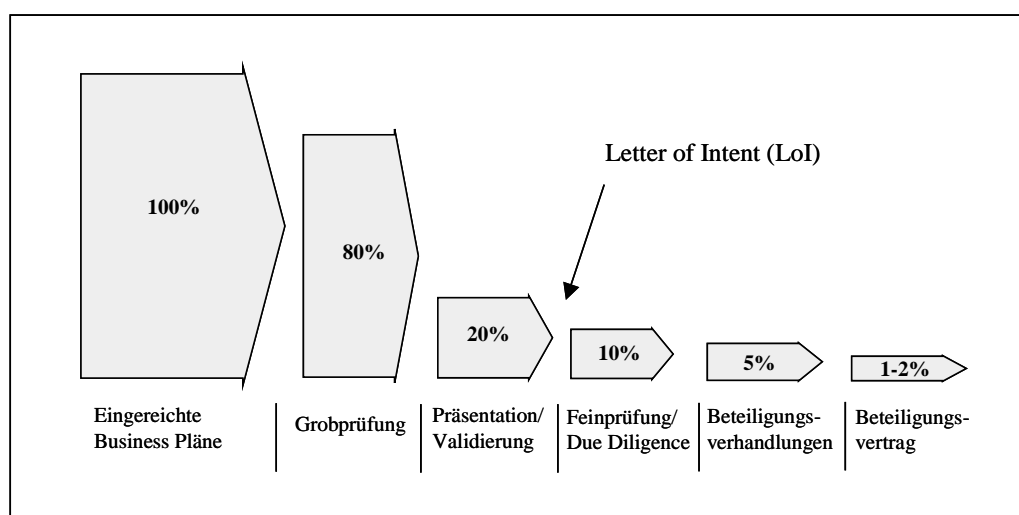 Letter of Intent (LoI)
100%
80%
20%
10%
5%
1-2%
Eingereichte
Business Pläne
Grobprüfung
Präsentation/
Validierung
Feinprüfung/
Due Diligence
Beteiligungs-
verhandlungen
Beteiligungs-
vertrag